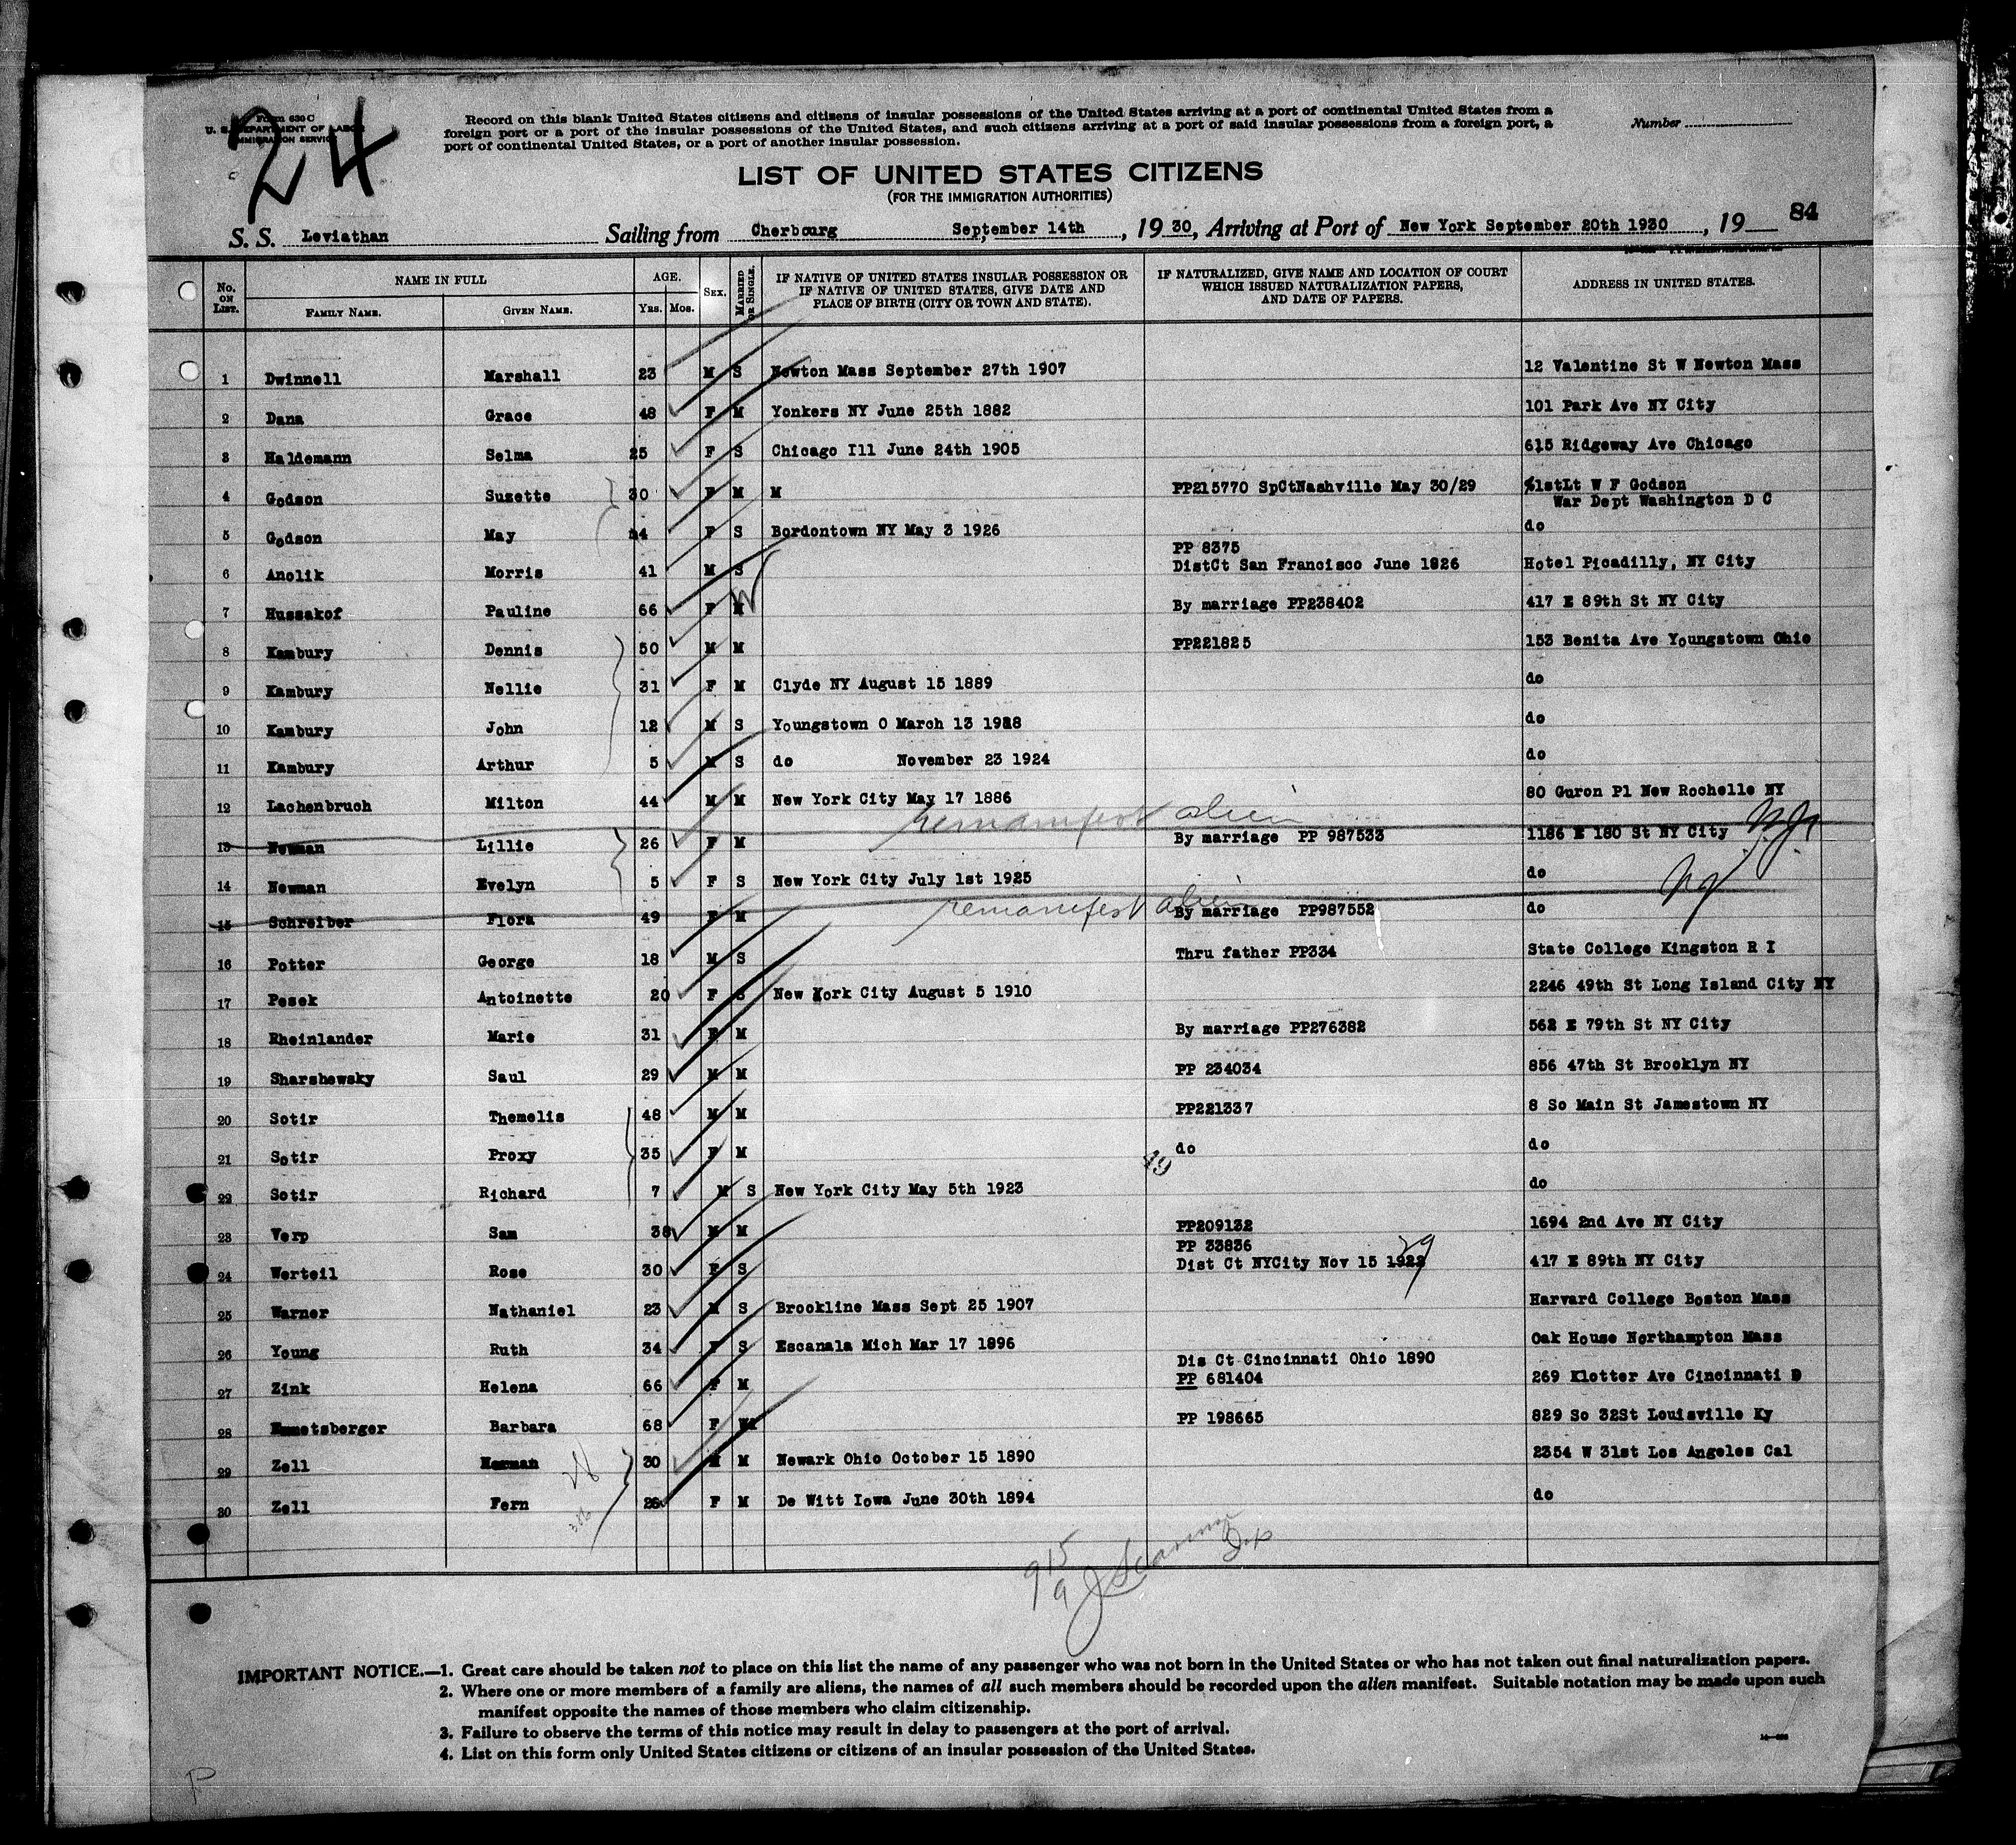 24
Form 630 C
U. S. DEPARTMENT OF LABOR
IMMIGRATION SERVICE
Record on this blank United States citizens and citizens of insular possessions of the United States arriving at a port of continental United States from a
foreign port or a port of the insular possessions of the United States, and such citizens arriving at a port of said insular possessions from a foreign port, a
port of continental United States, or a port of another insular possession.
Number
LIST OF UNITED STATES CITIZENS
(FOR THE IMMIGRATION AUTHORITIES)
84
S. S. Leviathan Sailing from Cherbourg September 14th, 1930, Arriving at Port of New York September 20th 1930, 19
No. ON LIST. NAME IN FULL FAMILY NAME. GIVEN NAME. AGE. YRS. MOS. SEX. MARRIED OR SINGLE. IF NATIVE OF UNITED STATES INSULAR POSSESSION OR IF NATIVE OF UNITED STATES, GIVE DATE AND PLACE OF BIRTH (CITY OR TOWN AND STATE). IF NATURALIZED, GIVE NAME AND LOCATION OF COURT WHICH ISSUED NATURALIZATION PAPERS, AND DATE OF PAPERS. ADDRESS IN UNITED STATES.
1 Dwinnell Marshall 23 M S Newton Mass September 27th 1907 12 Valentine St W Newton Mass
2 Dana Grace 48 F M Yonkers NY June 25th 1882 101 Park Ave NY City
3 Haldemann Selma 25 F S Chicago Ill June 24th 1905 615 Ridgeway Ave Chicago
4 Godson Suzette 30 F M M PP215770 SpCtNashville May 30/29 1stLt W F Godson
War Dept Washington D C
5 Godson May 4 F S Bordontown NY May 3 1926 do
PP 8375
6 Anolik Morris 41 M S DistCt San Francisco June 1926 Hotel Picadilly, NY City
7 Hussakof Pauline 66 F W By marriage PP238402 417 E 89th St NY City
8 Kambury Dennis 50 M M PP221825 153 Benita Ave Youngstown Ohio
9 Kambury Nellie 31 F M Clyde NY August 15 1889 do
10 Kambury John 12 M S Youngstown O March 13 1918 do
11 Kambury Arthur 5 M S do November 23 1924 do
12 Lachenbruch Milton 44 M M New York City May 17 1886 80 Guron Pl New Rochelle NY
remanifest alien
13 Newman Lillie 26 F M By marriage PP 987533 1186 E 180 St NY City
14 Newman Evelyn 5 F S New York City July 1st 1925 do
remanifest alien
15 Schreiber Flora 49 F M By marriage PP987552 do
16 Potter George 18 M S Thru father PP334 State College Kingston R I
17 Pesek Antoinette 20 F S New York City August 5 1910 2246 49th St Long Island City NY
18 Rheinlander Marie 31 F M By marriage PP276382 562 E 79th St NY City
19 Sharshewsky Saul 29 M M PP 234034 856 47th St Brooklyn NY
20 Sotir Themelis 48 M M PP221337 8 So Main St Jamestown NY
21 Sotir Proxy 35 F M do do
22 Sotir Richard 7 M S New York City May 5th 1923 do
23 Verp Sam 38 M M PP209132 1694 2nd Ave NY City
PP 33836 29
24 Werteil Rose 30 F S Dist Ct NYCity Nov 15 1922 417 E 89th NY City
25 Warner Nathaniel 23 M S Brookline Mass Sept 25 1907 Harvard College Boston Mass
26 Young Ruth 34 F S Escanala Mich Mar 17 1896 Oak House Northampton Mass
Dis Ct Cincinnati Ohio 1890
27 Zink Helena 66 F M PP 681404 269 Klotter Ave Cincinnati O
28 Emmetsberger Barbara 68 F PP 198665 829 So 32St Louisville Ky
29 Zell Herman 30 M M Newark Ohio October 15 1890 2354 W 31st Los Angeles Cal
30 Zell Fern 26 F M De Witt Iowa June 30th 1894 do
IMPORTANT NOTICE.—1. Great care should be taken not to place on this list the name of any passenger who was not born in the United States or who has not taken out final naturalization papers.
2. Where one or more members of a family are aliens, the names of all such members should be recorded upon the alien manifest. Suitable notation may be made upon such
manifest opposite the names of those members who claim citizenship.
3. Failure to observe the terms of this notice may result in delay to passengers at the port of arrival.
4. List on this form only United States citizens or citizens of an insular possession of the United States.